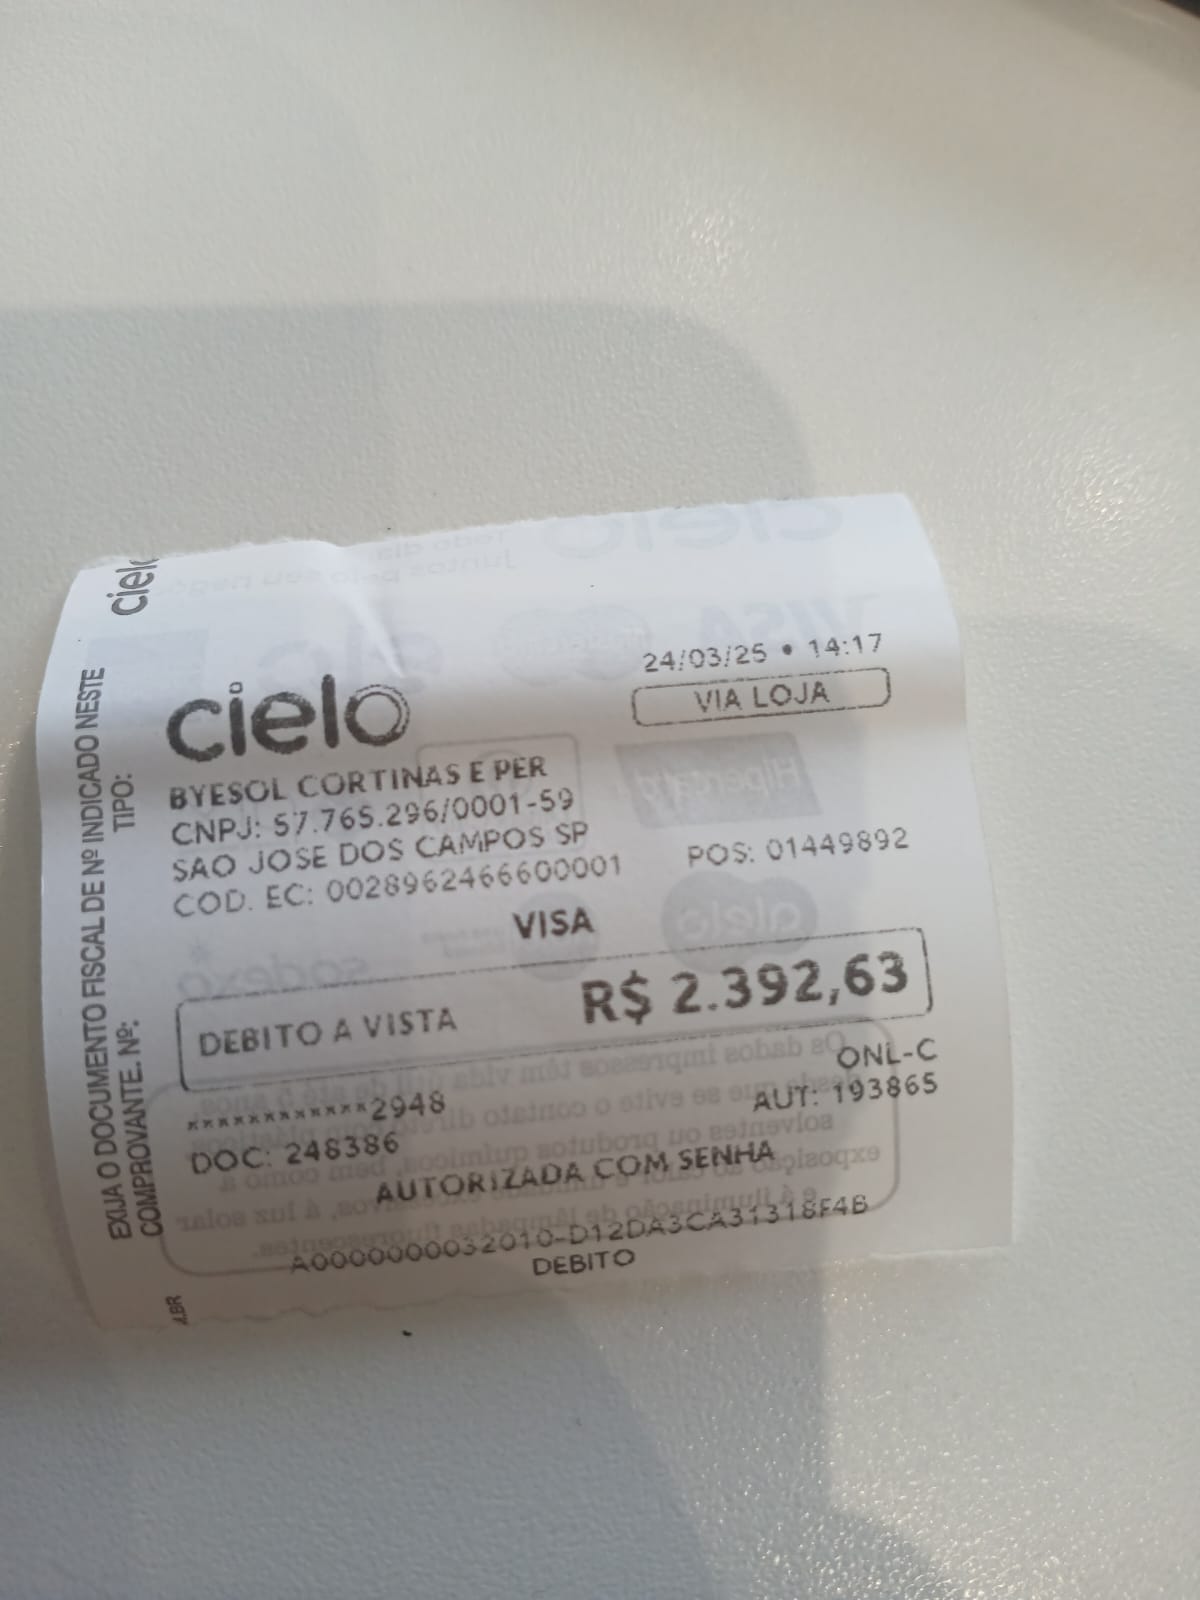 EXIJA O DOCUMENTO FISCAL DE Nº INDICADO NESTE
COMPROVANTE. Nº: TIPO:
24/03/25 • 14:17
cielo
VIA LOJA
BYESOL CORTINAS E PER
CNPJ: 57.765.296/0001-59
SAO JOSE DOS CAMPOS SP
COD. EC: 0028962466600001 POS: 01449892
VISA
DEBITO A VISTA R$ 2.392,63
ONL-C
************2948 AUT: 193865
DOC: 248386
AUTORIZADA COM SENHA
A0000000032010-D12DA3CA31318F4B
DEBITO